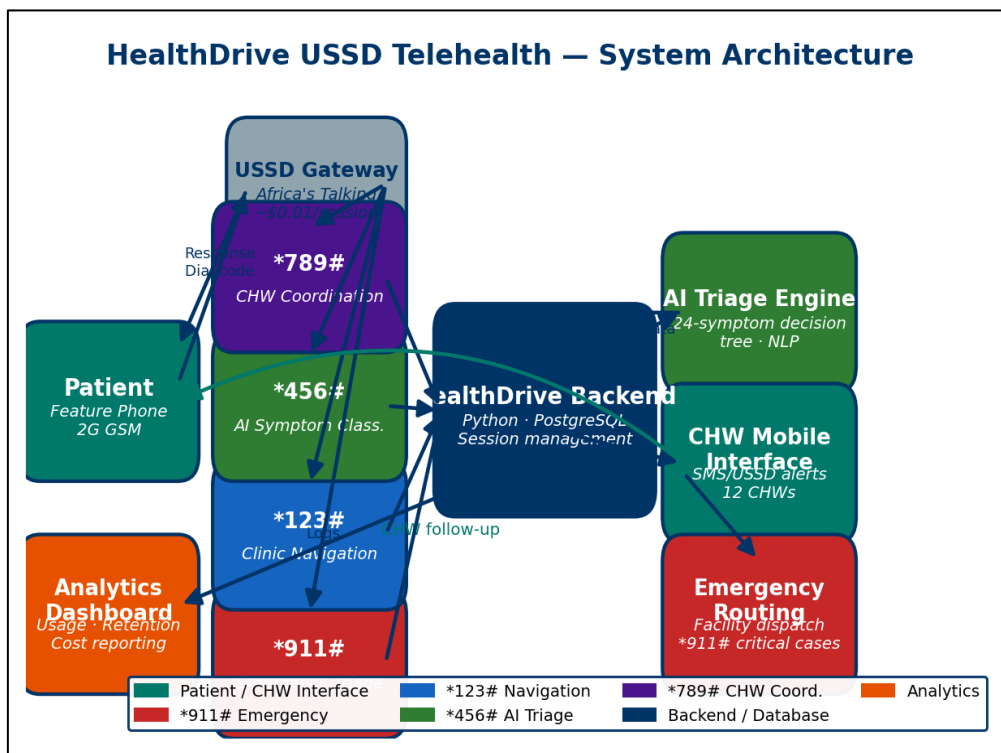 HealthDrive USSD Telehealth — System Architecture
USSD Gateway
Africa's Talking
~$0.01/session
Response
Dial code
*789#
CHW Coordination
Patient
Feature Phone
2G GSM
*456#
AI Symptom Class.
*123#
Clinic Navigation
Logs
*911#
Analytics
Dashboard
Usage · Retention
Cost reporting
ealthDrive Backend
Python · PostgreSQL
Session management
CHW follow-up
AI Triage Engine
24-symptom decision
tree · NLP
CHW Mobile
Interface
SMS/USSD alerts
12 CHWs
Emergency
Routing
Facility dispatch
*911# critical cases
Patient / CHW Interface
*911# Emergency
*123# Navigation
*456# AI Triage
*789# CHW Coord.
Backend / Database
Analytics